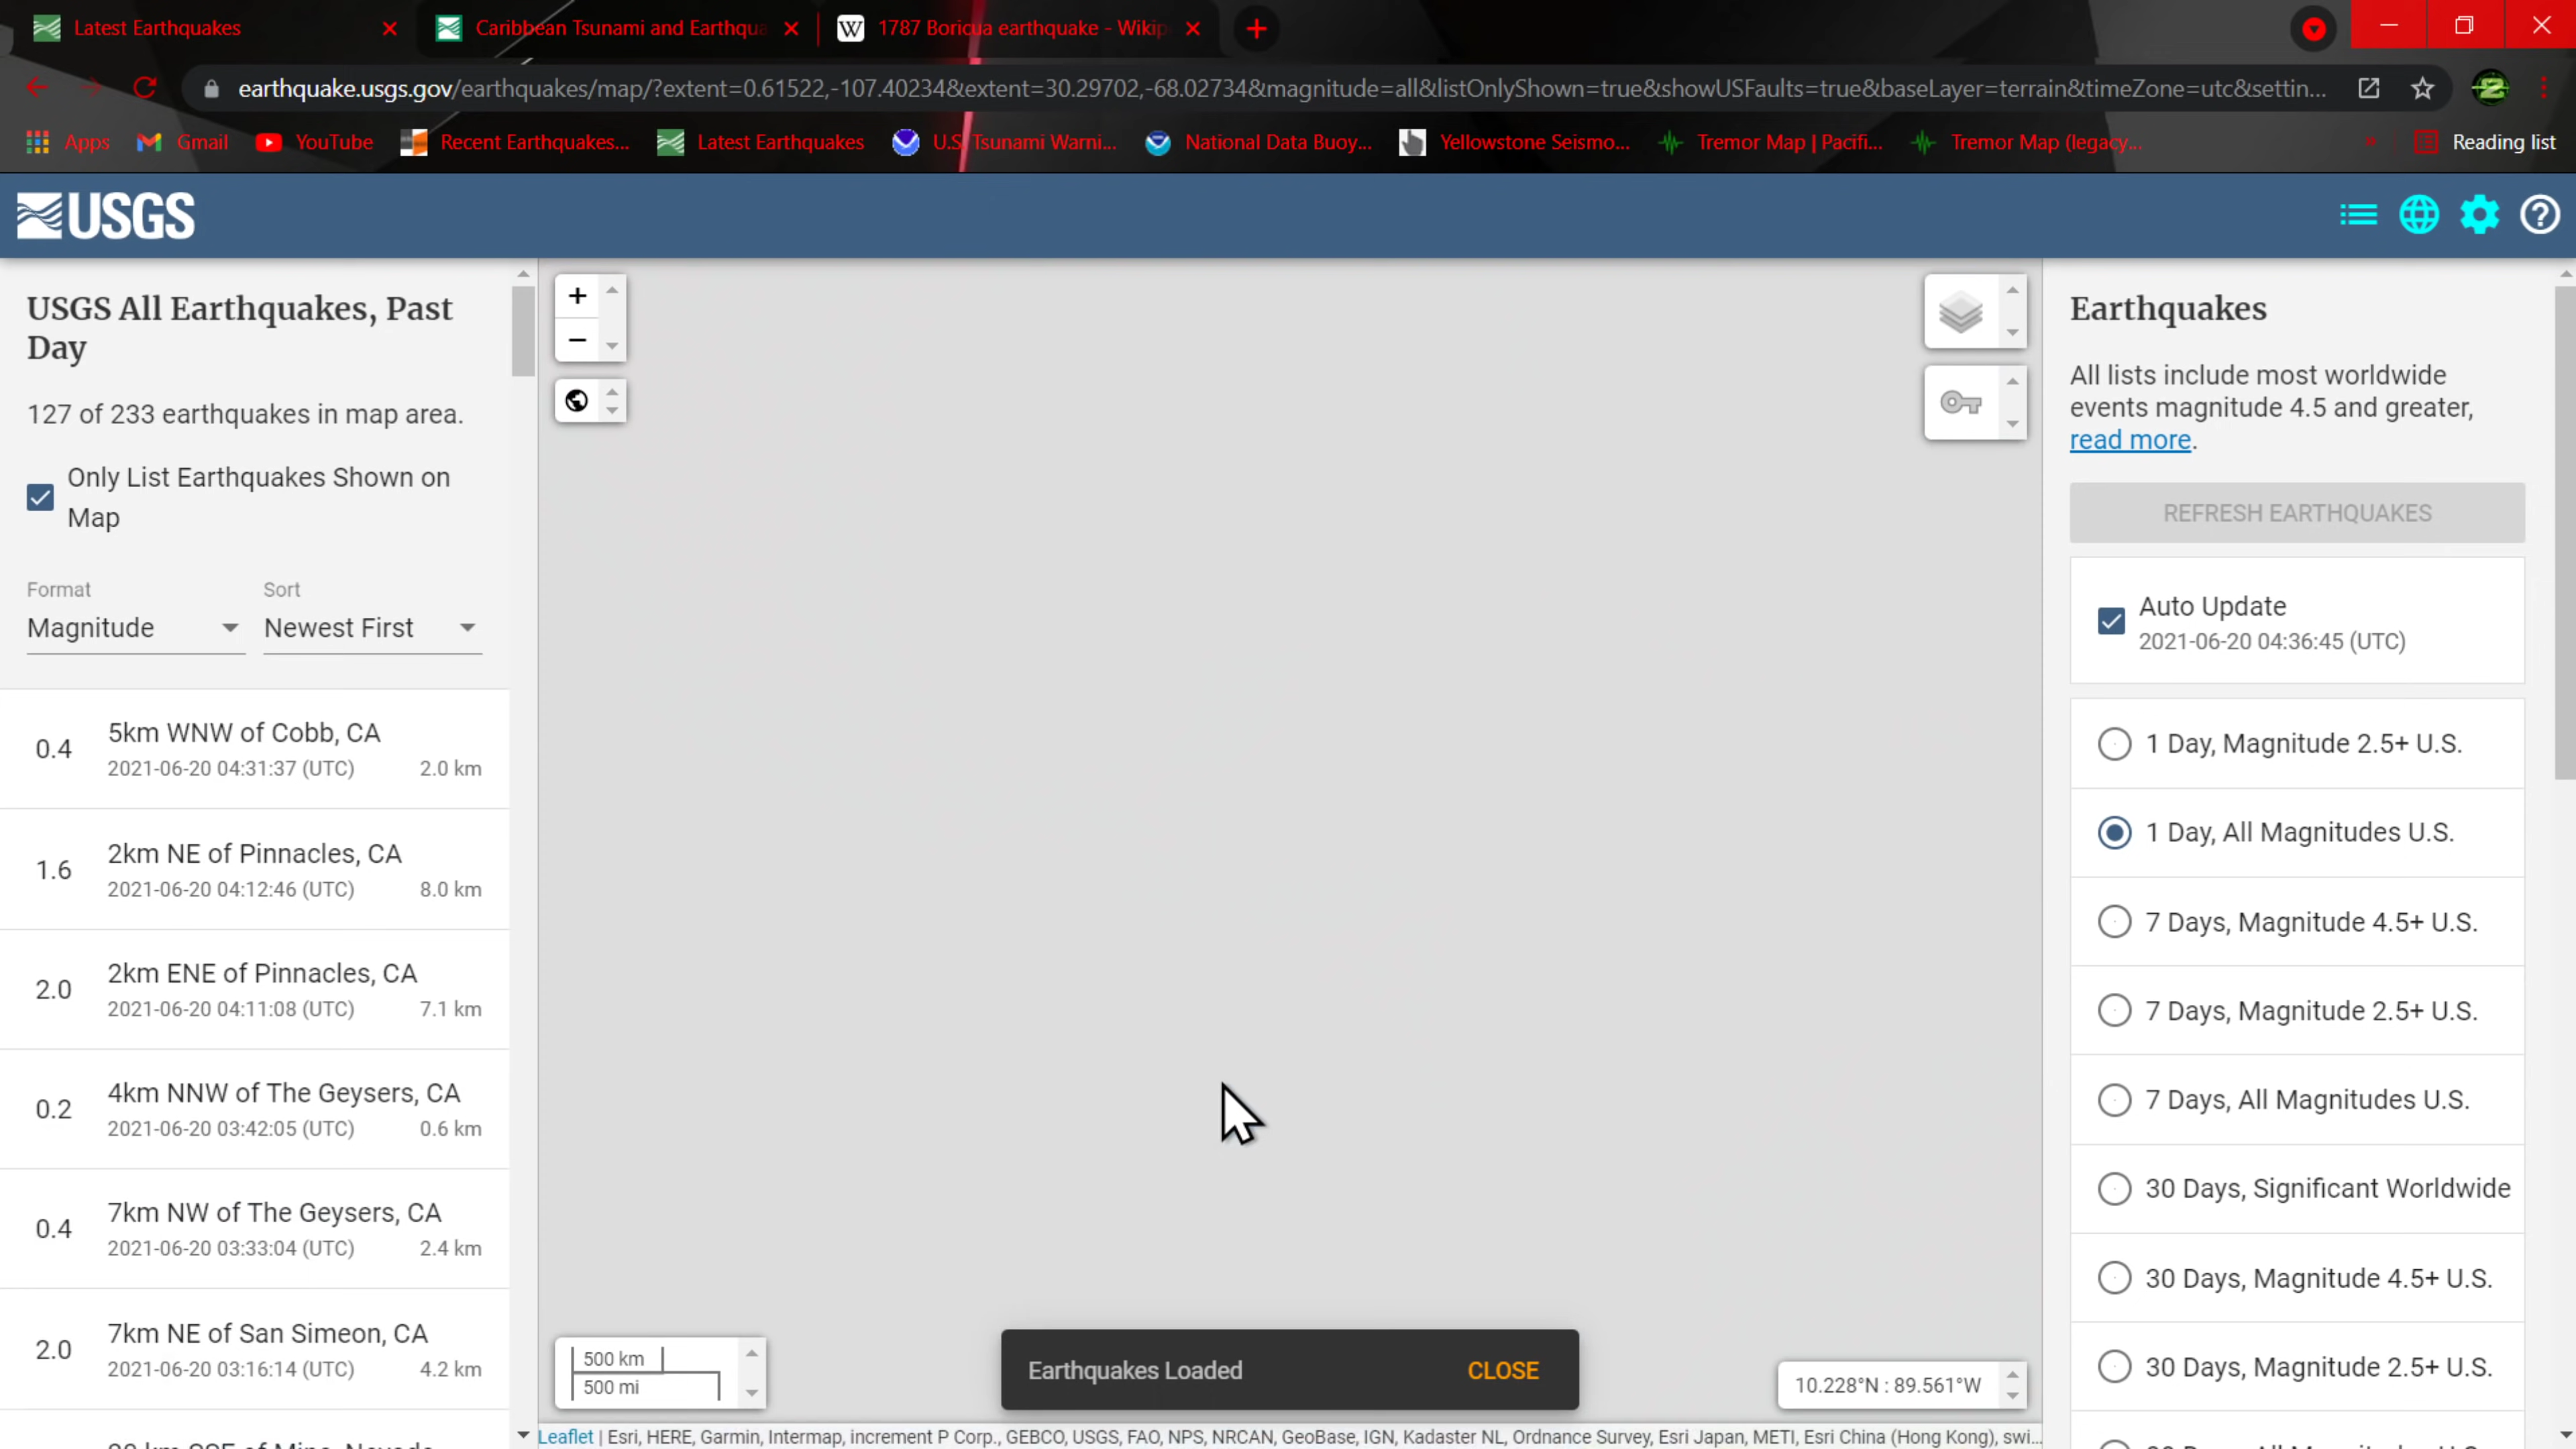 Latest Earthquakes
Caribbean Tsunami and Earthqua
1787 Boricua earthquake - Wikip
earthquake.usgs.gov/earthquakes/map/?extent=0.61522,-107.40234&extent=30.29702,-68.02734&magnitude=all&listOnlyShown=true&showUSFaults=true&baseLayer=terrain&timeZone=utc&settin...
Apps Gmail YouTube Recent Earthquakes... Latest Earthquakes U.S. Tsunami Warni... National Data Buoy... Yellowstone Seismo... Tremor Map | Pacifi... Tremor Map (legacy... Reading list
USGS
USGS All Earthquakes, Past
Day
127 of 233 earthquakes in map area.
Only List Earthquakes Shown on
Map
Format Sort
Magnitude Newest First
0.4 5km WNW of Cobb, CA
2021-06-20 04:31:37 (UTC) 2.0 km
1.6 2km NE of Pinnacles, CA
2021-06-20 04:12:46 (UTC) 8.0 km
2.0 2km ENE of Pinnacles, CA
2021-06-20 04:11:08 (UTC) 7.1 km
0.2 4km NNW of The Geysers, CA
2021-06-20 03:42:05 (UTC) 0.6 km
0.4 7km NW of The Geysers, CA
2021-06-20 03:33:04 (UTC) 2.4 km
2.0 7km NE of San Simeon, CA
2021-06-20 03:16:14 (UTC) 4.2 km
500 km
500 mi
Earthquakes Loaded CLOSE
10.228°N : 89.561°W
Leaflet | Esri, HERE, Garmin, Intermap, increment P Corp., GEBCO, USGS, FAO, NPS, NRCAN, GeoBase, IGN, Kadaster NL, Ordnance Survey, Esri Japan, METI, Esri China (Hong Kong), swi...
Earthquakes
All lists include most worldwide
events magnitude 4.5 and greater,
read more.
REFRESH EARTHQUAKES
Auto Update
2021-06-20 04:36:45 (UTC)
1 Day, Magnitude 2.5+ U.S.
1 Day, All Magnitudes U.S.
7 Days, Magnitude 4.5+ U.S.
7 Days, Magnitude 2.5+ U.S.
7 Days, All Magnitudes U.S.
30 Days, Significant Worldwide
30 Days, Magnitude 4.5+ U.S.
30 Days, Magnitude 2.5+ U.S.